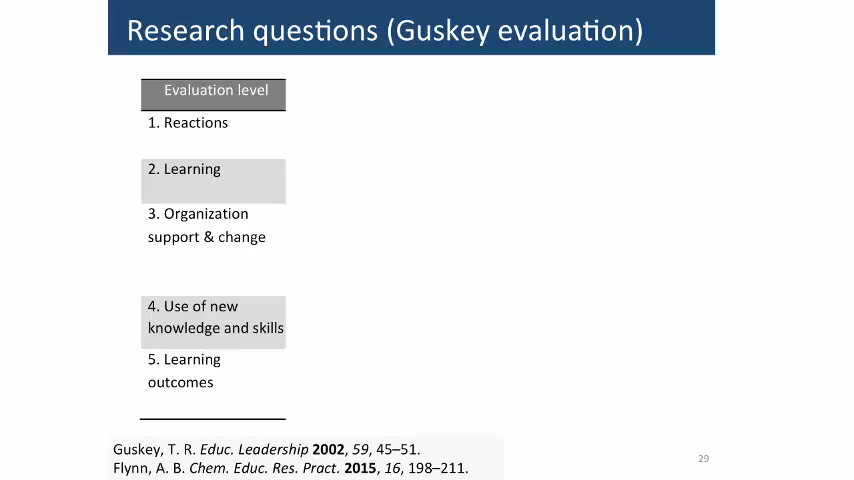 Research questions (Guskey evaluation)
Evaluation level
1. Reactions
2. Learning
3. Organization
support & change
4. Use of new
knowledge and skills
5. Learning
outcomes
Guskey, T. R. Educ. Leadership 2002, 59, 45–51.
Flynn, A. B. Chem. Educ. Res. Pract. 2015, 16, 198–211.
29